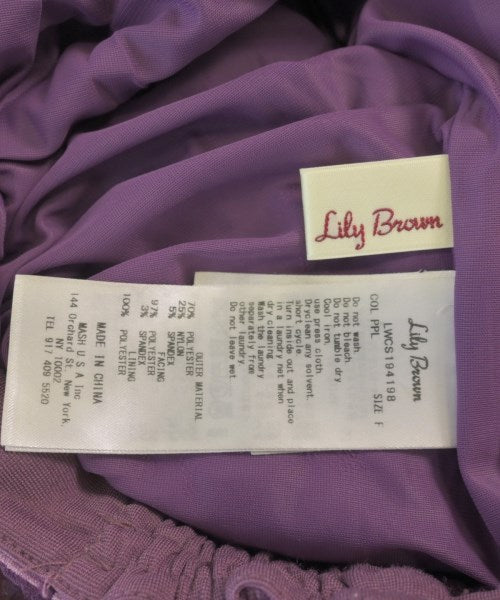 Lily Brown
Lily Brown
LWCS194198
COL PPL SIZE F
Do not wash
Do not bleach
Do not tumble dry
Cool iron,
use press cloth
Dryclean any solvent,
short cycle
Turn inside out and place
in a laundry net when
dry cleaning
Wash the laundry
separately from
other laundry.
Do not leave wet
OUTER MATERIAL
70% POLYESTER
25% NYLON
5% SPANDEX
FACING
97% POLYESTER
3% SPANDEX
LINING
100% POLYESTER
MADE IN CHINA
MASH U S A Inc
144 Orchard St, New York,
NY 10002
TEL 917 409 5520